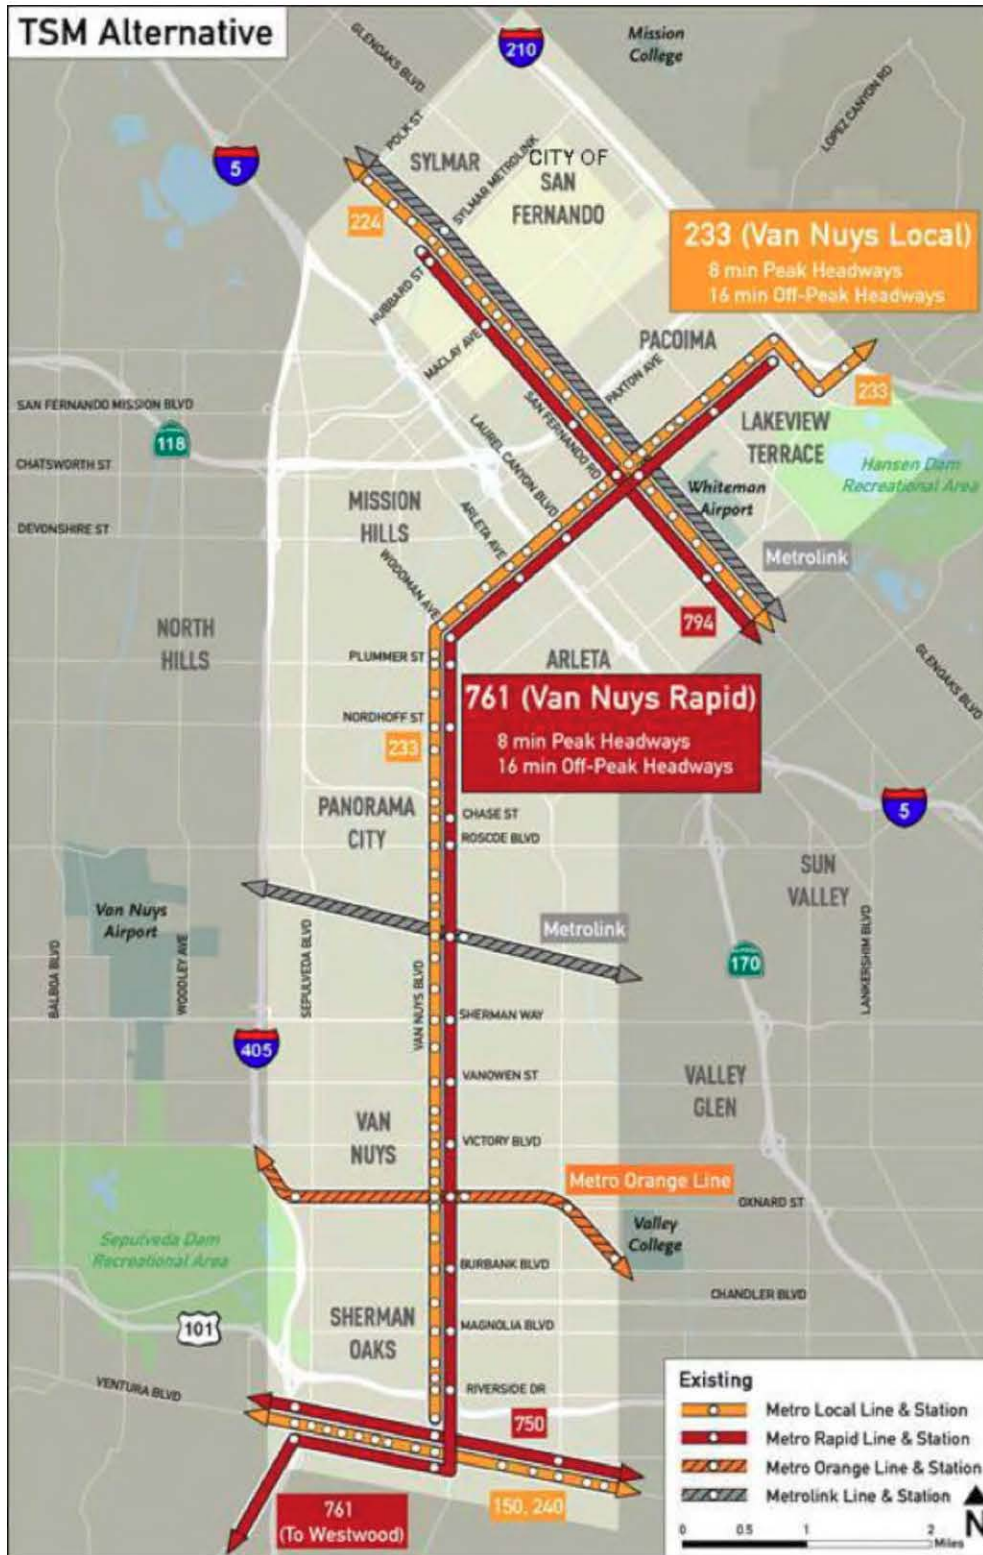 TSM Alternative
GLENOAKS BLVD
210
Mission
College
LOPEZ CANYON RD
5
POLK ST
SYLMAR
SYLMAR METROLINK
CITY OF
SAN
FERNANDO
224
233 (Van Nuys Local)
8 min Peak Headways
16 min Off-Peak Headways
HUBBARD ST
MACLAY AVE
PACOIMA
PAXTON AVE
233
SAN FERNANDO MISSION BLVD
118
SAN FERNANDO RD
LAUREL CANYON BLVD
LAKEVIEW
TERRACE
CHATSWORTH ST
Hansen Dam
Recreational Area
Whiteman
Airport
MISSION
HILLS
ARLETA AVE
DEVONSHIRE ST
Metrolink
WOODMAN AVE
NORTH
HILLS
794
PLUMMER ST
ARLETA
GLENOAKS BLVD
761 (Van Nuys Rapid)
8 min Peak Headways
16 min Off-Peak Headways
NORDHOFF ST
233
PANORAMA
CITY
CHASE ST
ROSCOE BLVD
5
SUN
VALLEY
Van Nuys
Airport
Metrolink
170
BALBOA BLVD
WOODLEY AVE
SEPULVEDA BLVD
VAN NUYS BLVD
LANKERSHIM BLVD
SHERMAN WAY
405
VANOWEN ST
VALLEY
GLEN
VAN
NUYS
VICTORY BLVD
Metro Orange Line
OXNARD ST
Valley
College
Sepulveda Dam
Recreational Area
BURBANK BLVD
CHANDLER BLVD
101
SHERMAN
OAKS
MAGNOLIA BLVD
VENTURA BLVD
RIVERSIDE DR
750
150, 240
761
(To Westwood)
Existing
Metro Local Line & Station
Metro Rapid Line & Station
Metro Orange Line & Station
Metrolink Line & Station
N
0 0.5 1 2
Miles